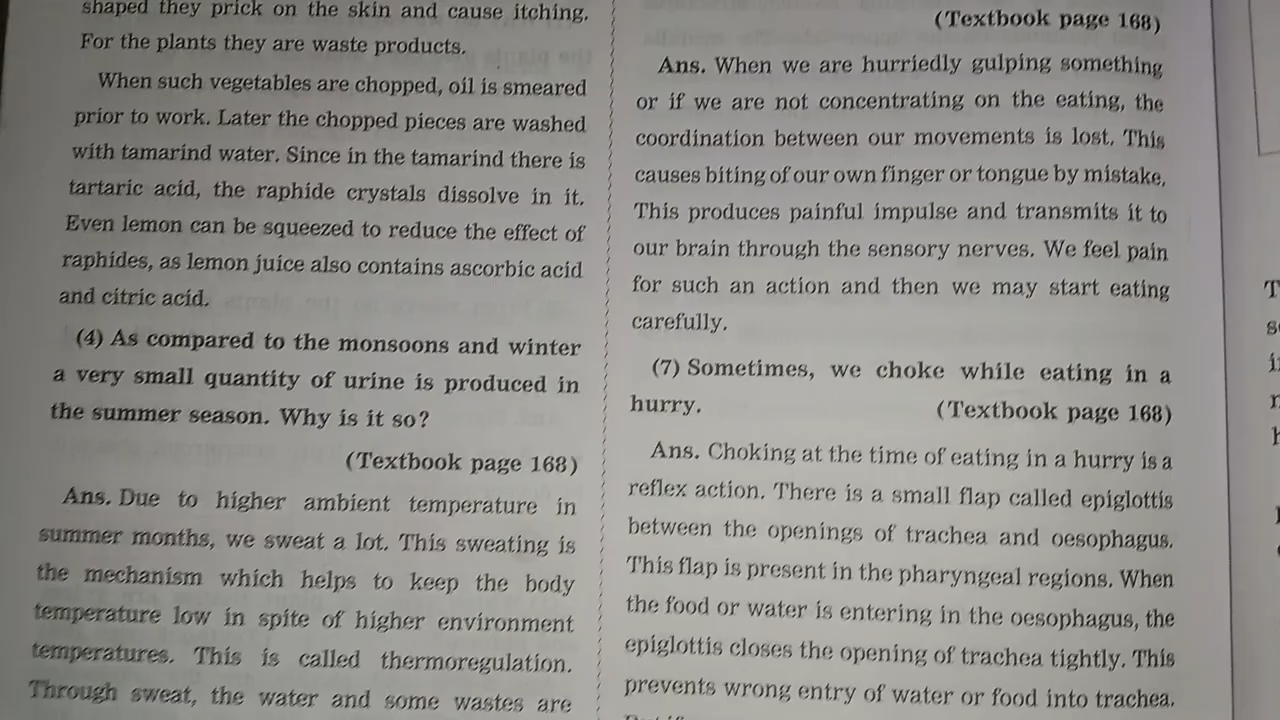 shaped they prick on the skin and cause itching.
For the plants they are waste products.
When such vegetables are chopped, oil is smeared
prior to work. Later the chopped pieces are washed
with tamarind water. Since in the tamarind there is
tartaric acid, the raphide crystals dissolve in it.
Even lemon can be squeezed to reduce the effect of
raphides, as lemon juice also contains ascorbic acid
and citric acid.
(4) As compared to the monsoons and winter
a very small quantity of urine is produced in
the summer season. Why is it so?
(Textbook page 168)
Ans. Due to higher ambient temperature in
summer months, we sweat a lot. This sweating is
the mechanism which helps to keep the body
temperature low in spite of higher environment
temperatures. This is called thermoregulation.
Through sweat, the water and some wastes are
(Textbook page 168)
Ans. When we are hurriedly gulping something
or if we are not concentrating on the eating, the
coordination between our movements is lost. This
causes biting of our own finger or tongue by mistake.
This produces painful impulse and transmits it to
our brain through the sensory nerves. We feel pain
for such an action and then we may start eating
carefully.
(7) Sometimes, we choke while eating in a
hurry. (Textbook page 168)
Ans. Choking at the time of eating in a hurry is a
reflex action. There is a small flap called epiglottis
between the openings of trachea and oesophagus.
This flap is present in the pharyngeal regions. When
the food or water is entering in the oesophagus, the
epiglottis closes the opening of trachea tightly. This
prevents wrong entry of water or food into trachea.